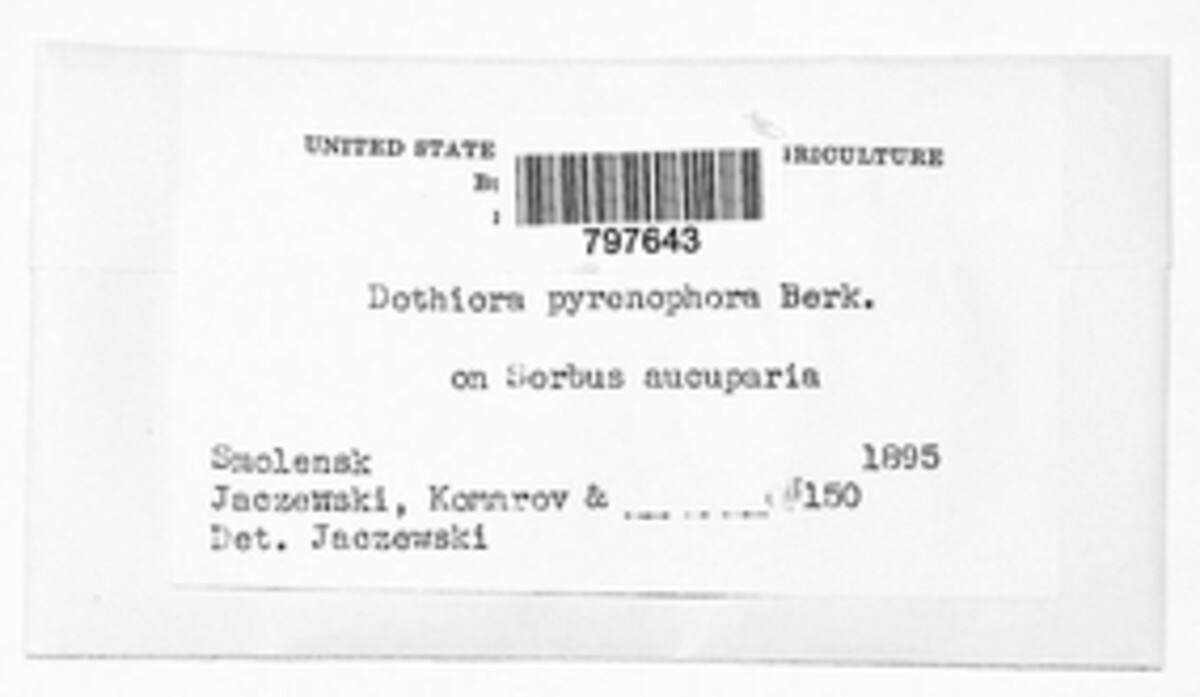 UNITED STATE RICULTURE
797643
Dothiora pyrenophora Berk.
on Sorbus aucuparia
Smolensk 1895
Jaczewski, Komarov & #150
Det. Jaczewski